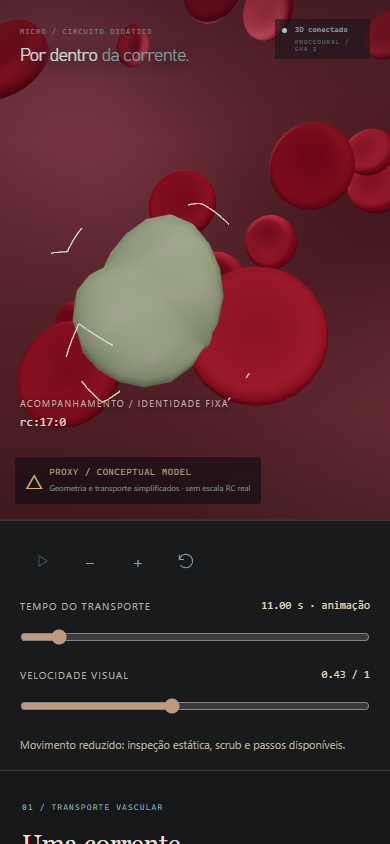 MICRO / CIRCUITO DIDÁTICO
Por dentro da corrente.
3D conectado
PROCEDURAL /
G4A.1
ACOMPANHAMENTO / IDENTIDADE FIXA
rc:17:0
PROXY / CONCEPTUAL MODEL
Geometria e transporte simplificados · sem escala RC real
− +
TEMPO DO TRANSPORTE 11.00 s · animação
VELOCIDADE VISUAL 0.43 / 1
Movimento reduzido: inspeção estática, scrub e passos disponíveis.
01 / TRANSPORTE VASCULAR
Uma corrente